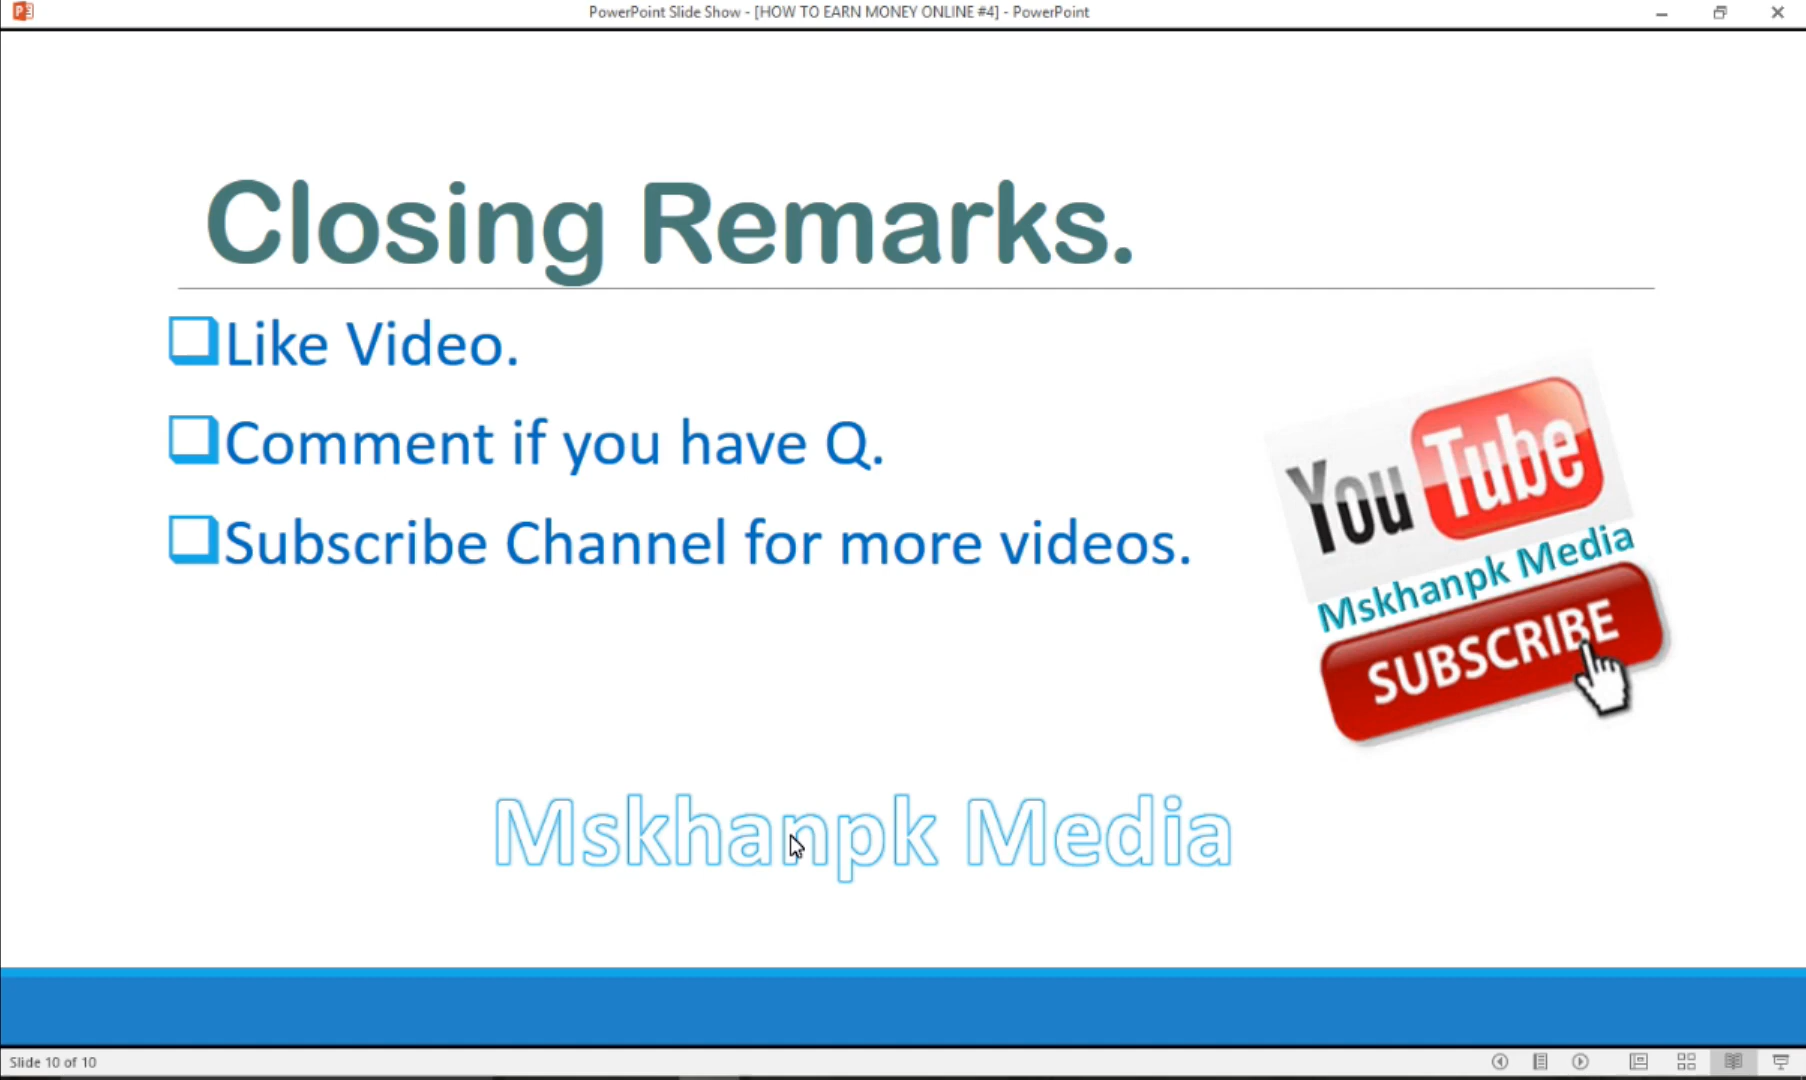 PowerPoint Slide Show - [HOW TO EARN MONEY ONLINE #4] - PowerPoint
Closing Remarks.
Like Video.
Comment if you have Q.
Subscribe Channel for more videos.
You Tube
Mskhanpk Media
SUBSCRIBE
Mskhanpk Media
Slide 10 of 10